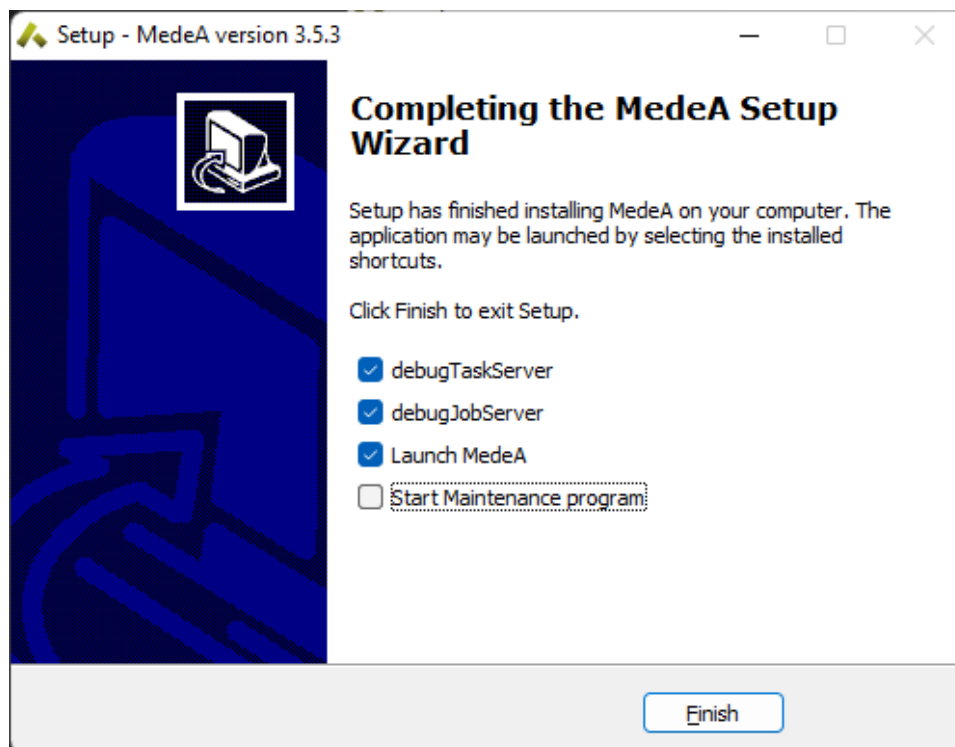 Setup - MedeA version 3.5.3
Completing the MedeA Setup
Wizard
Setup has finished installing MedeA on your computer. The
application may be launched by selecting the installed
shortcuts.
Click Finish to exit Setup.
debugTaskServer
debugJobServer
Launch MedeA
Start Maintenance program
Finish